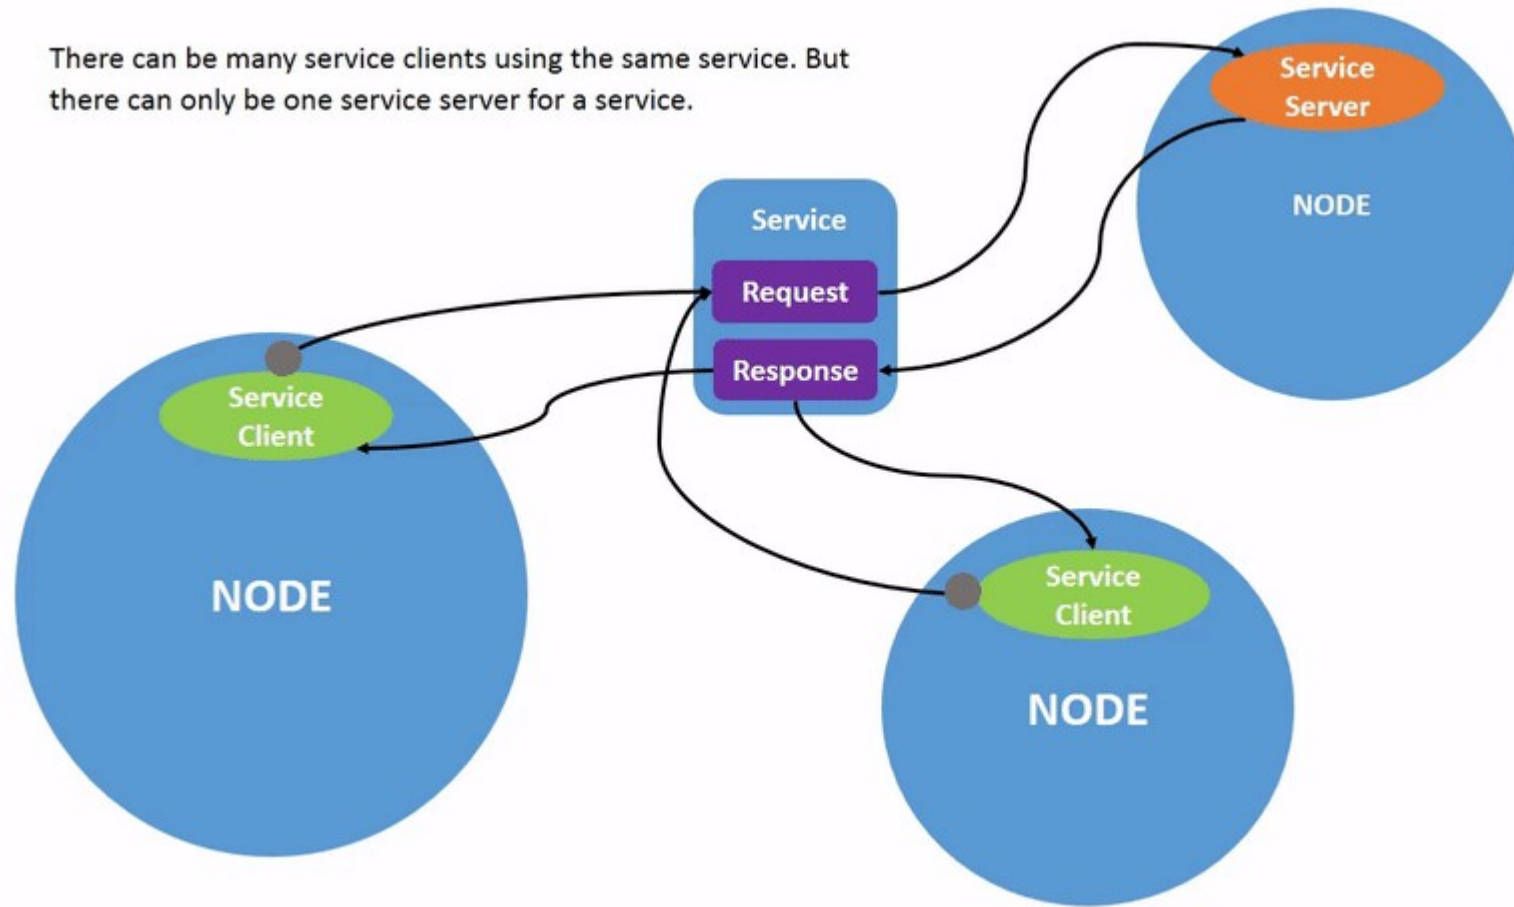 There can be many service clients using the same service. But
there can only be one service server for a service.
Service
Server
NODE
Service
Request
Response
Service
Client
NODE
Service
Client
NODE